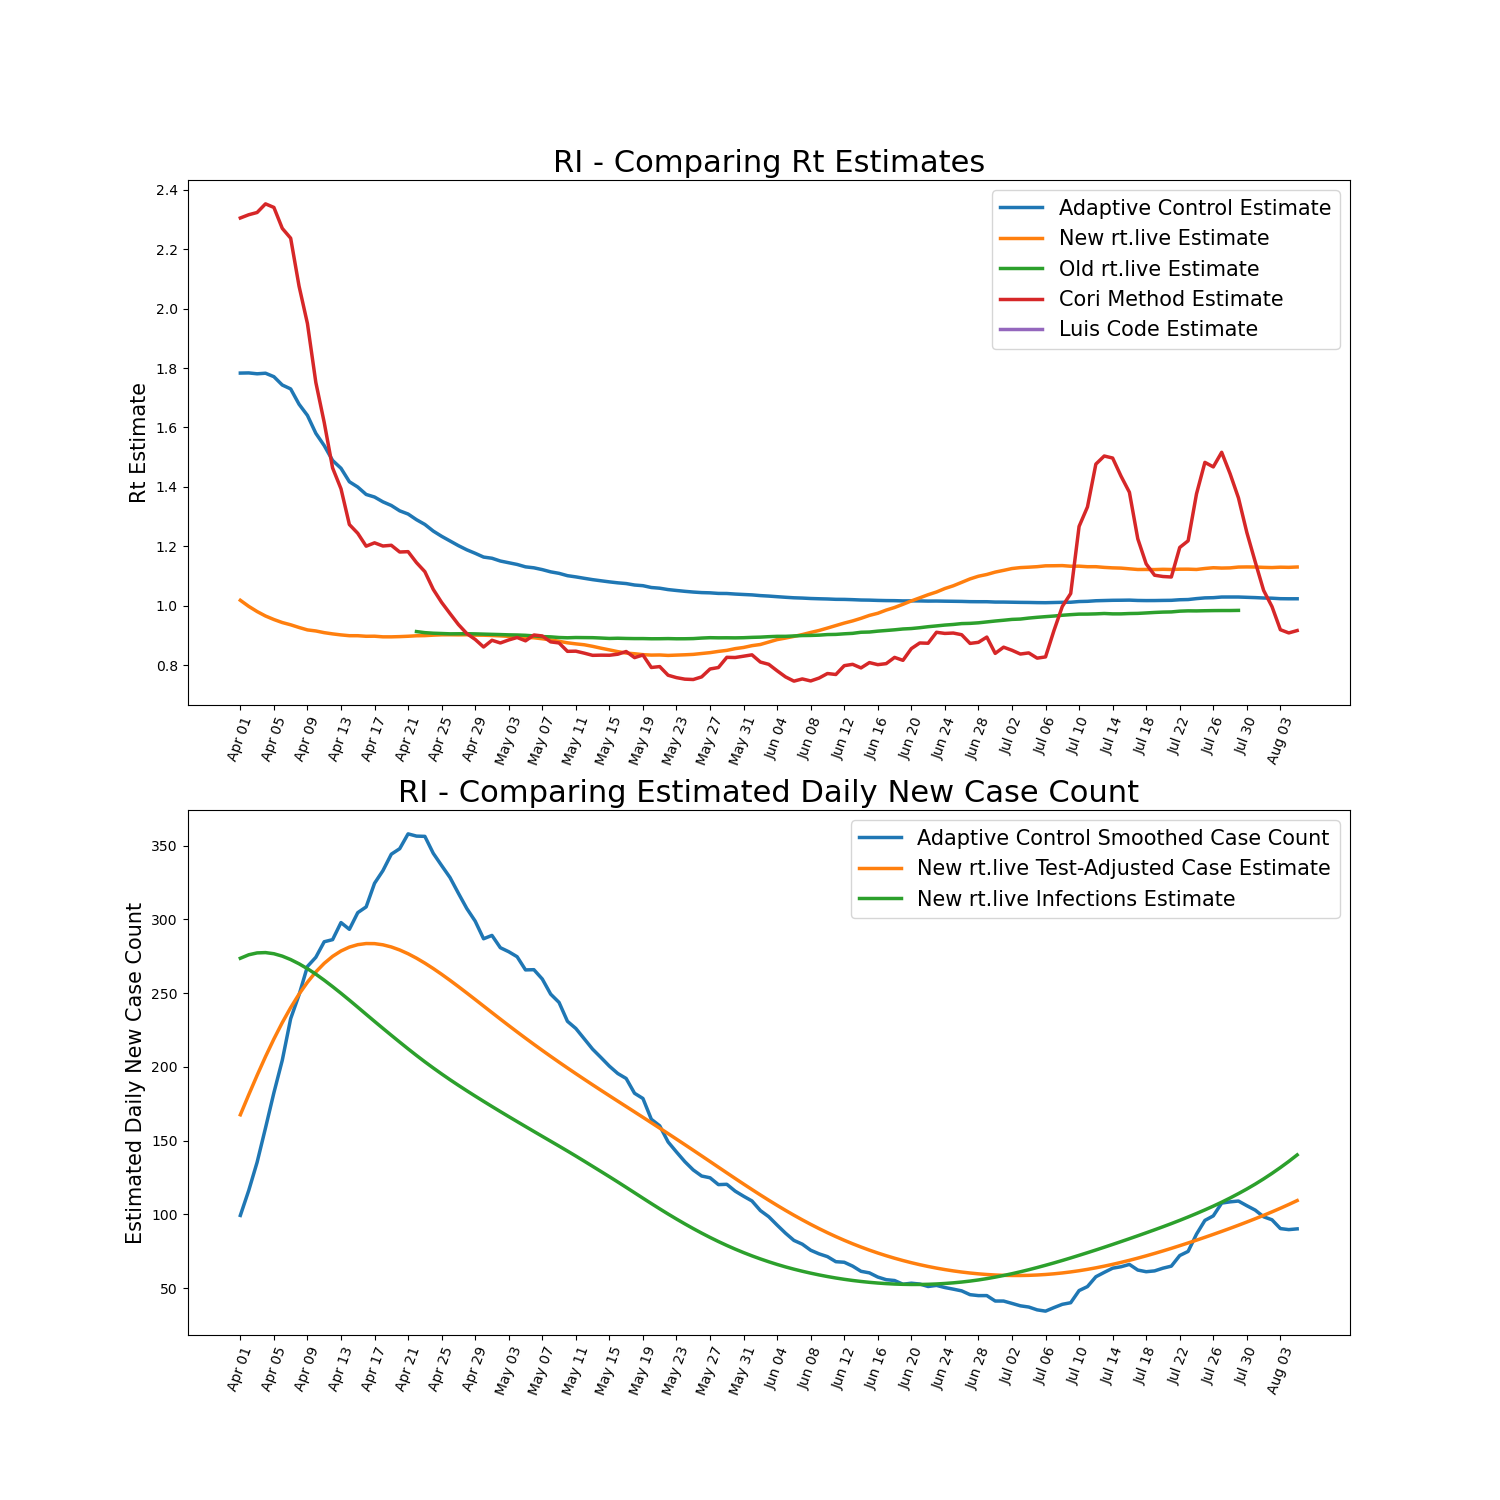 RI - Comparing Rt Estimates
Rt Estimate
2.4
2.2
2.0
1.8
1.6
1.4
1.2
1.0
0.8
Adaptive Control Estimate
New rt.live Estimate
Old rt.live Estimate
Cori Method Estimate
Luis Code Estimate
Apr 01 Apr 05 Apr 09 Apr 13 Apr 17 Apr 21 Apr 25 Apr 29 May 03 May 07 May 11 May 15 May 19 May 23 May 27 May 31 Jun 04 Jun 08 Jun 12 Jun 16 Jun 20 Jun 24 Jun 28 Jul 02 Jul 06 Jul 10 Jul 14 Jul 18 Jul 22 Jul 26 Jul 30 Aug 03
RI - Comparing Estimated Daily New Case Count
Estimated Daily New Case Count
350
300
250
200
150
100
50
Adaptive Control Smoothed Case Count
New rt.live Test-Adjusted Case Estimate
New rt.live Infections Estimate
Apr 01 Apr 05 Apr 09 Apr 13 Apr 17 Apr 21 Apr 25 Apr 29 May 03 May 07 May 11 May 15 May 19 May 23 May 27 May 31 Jun 04 Jun 08 Jun 12 Jun 16 Jun 20 Jun 24 Jun 28 Jul 02 Jul 06 Jul 10 Jul 14 Jul 18 Jul 22 Jul 26 Jul 30 Aug 03